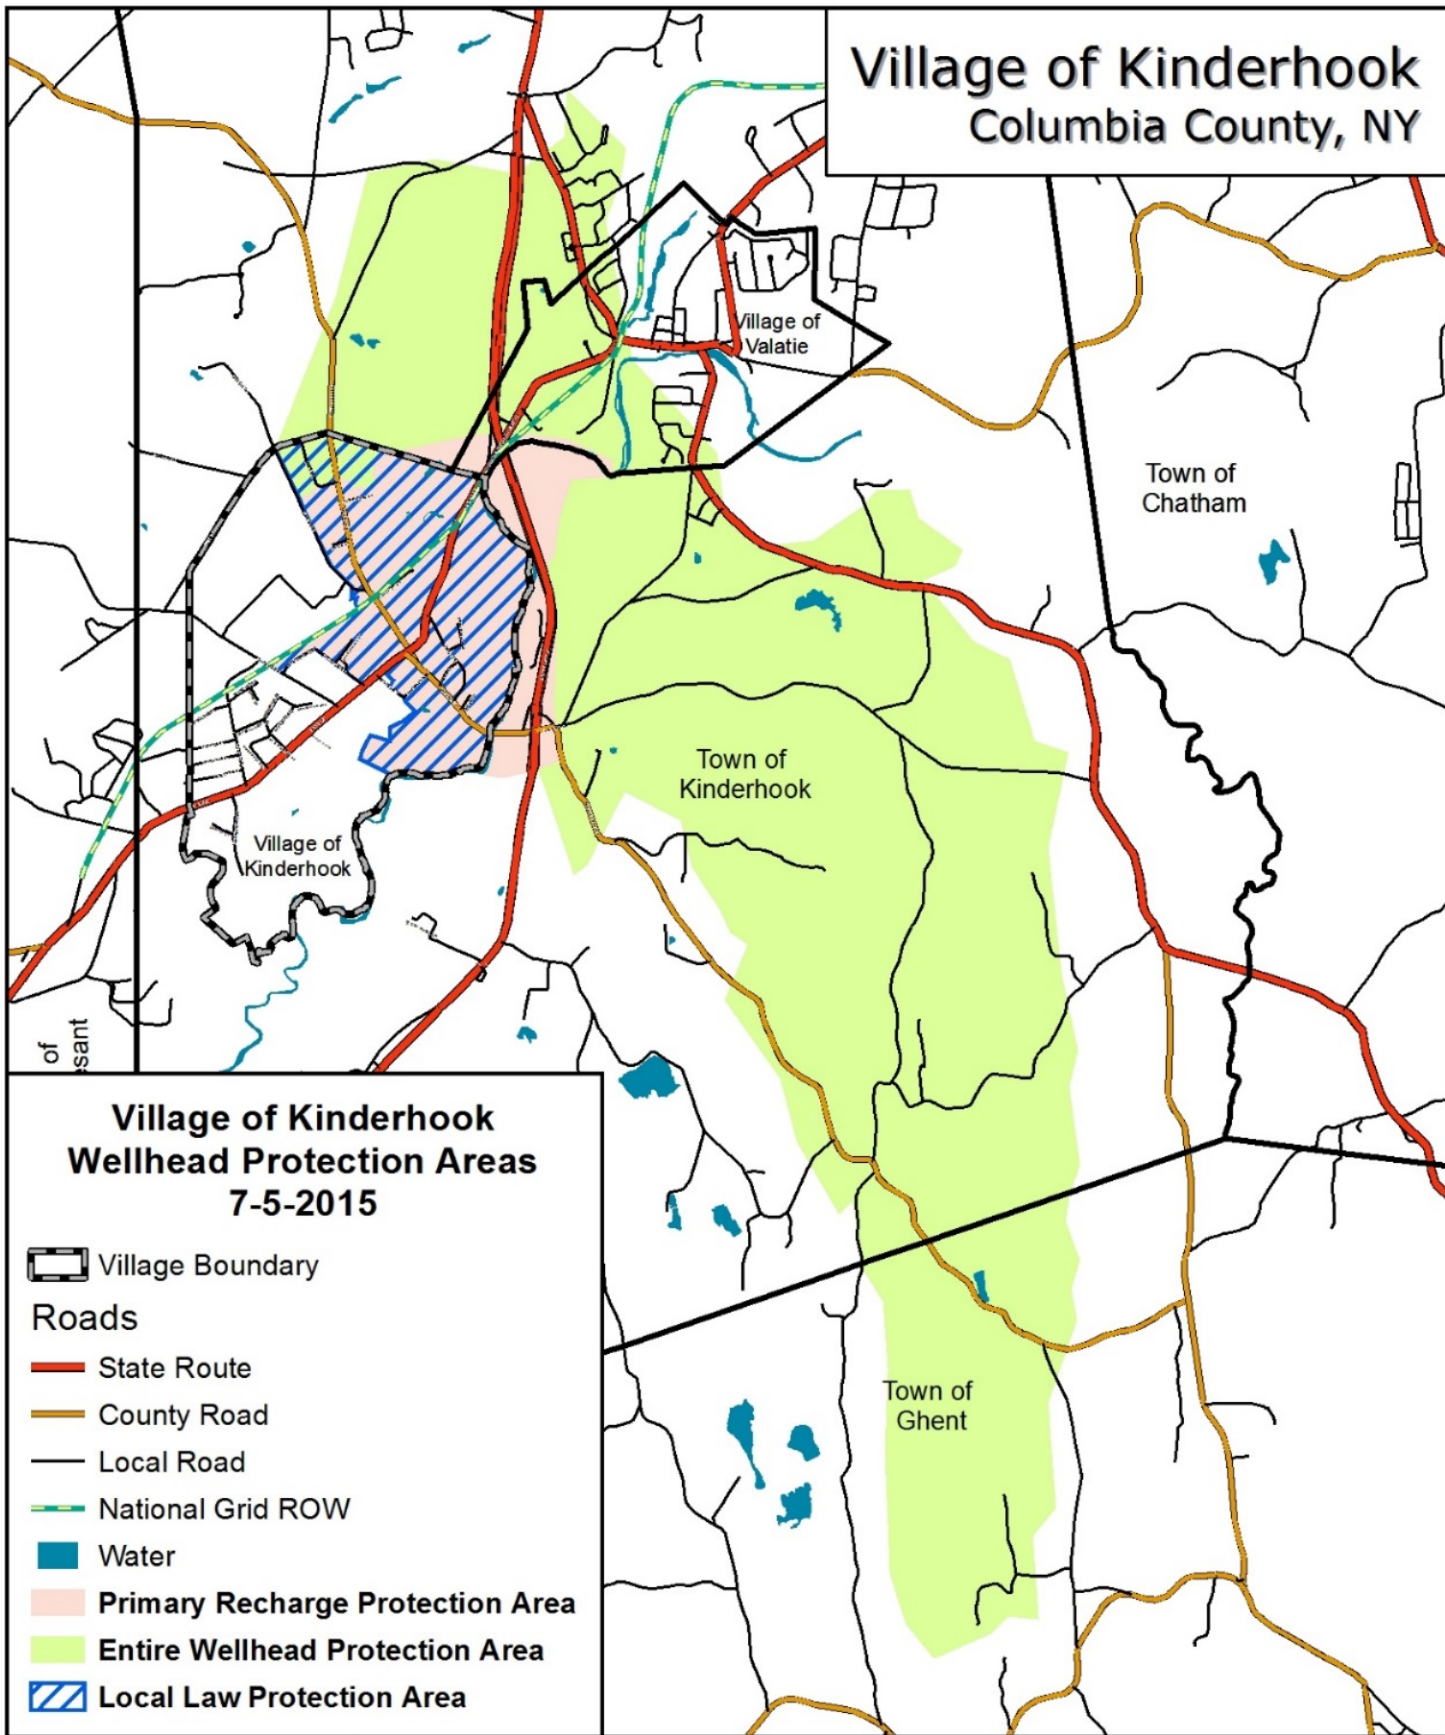 Village of Kinderhook
Columbia County, NY
Village of
Valatie
Town of
Chatham
Town of
Kinderhook
Village of
Kinderhook
of
esant
Town of
Ghent
Village of Kinderhook
Wellhead Protection Areas
7-5-2015
Village Boundary
Roads
State Route
County Road
Local Road
National Grid ROW
Water
Primary Recharge Protection Area
Entire Wellhead Protection Area
Local Law Protection Area